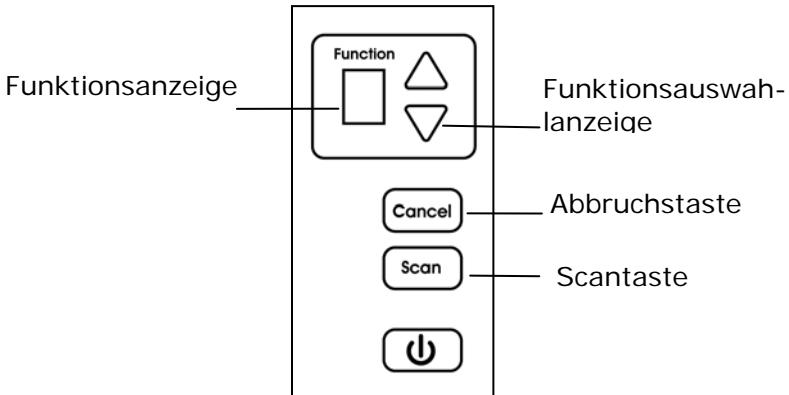 Function
Funktionsanzeige
Funktionsauswah-
lanzeige
Cancel
Abbruchstaste
Scan
Scantaste